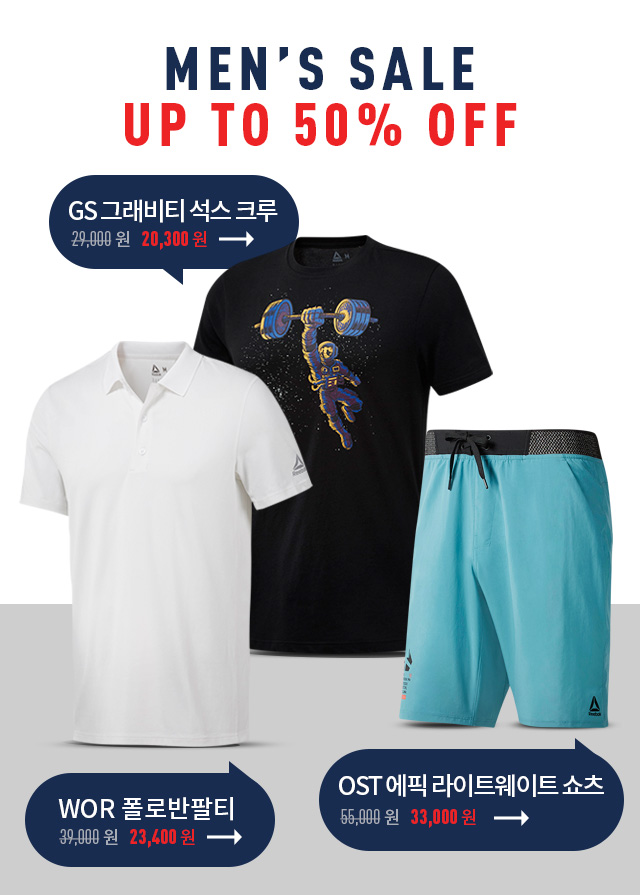 MEN'S SALE
UP TO 50% OFF
GS 그래비티 석스 크루
29,000 원 20,300 원
M
WOR 폴로반팔티
39,000 원 23,400 원
OST 에픽 라이트웨이트 쇼츠
55,000 원 33,000 원